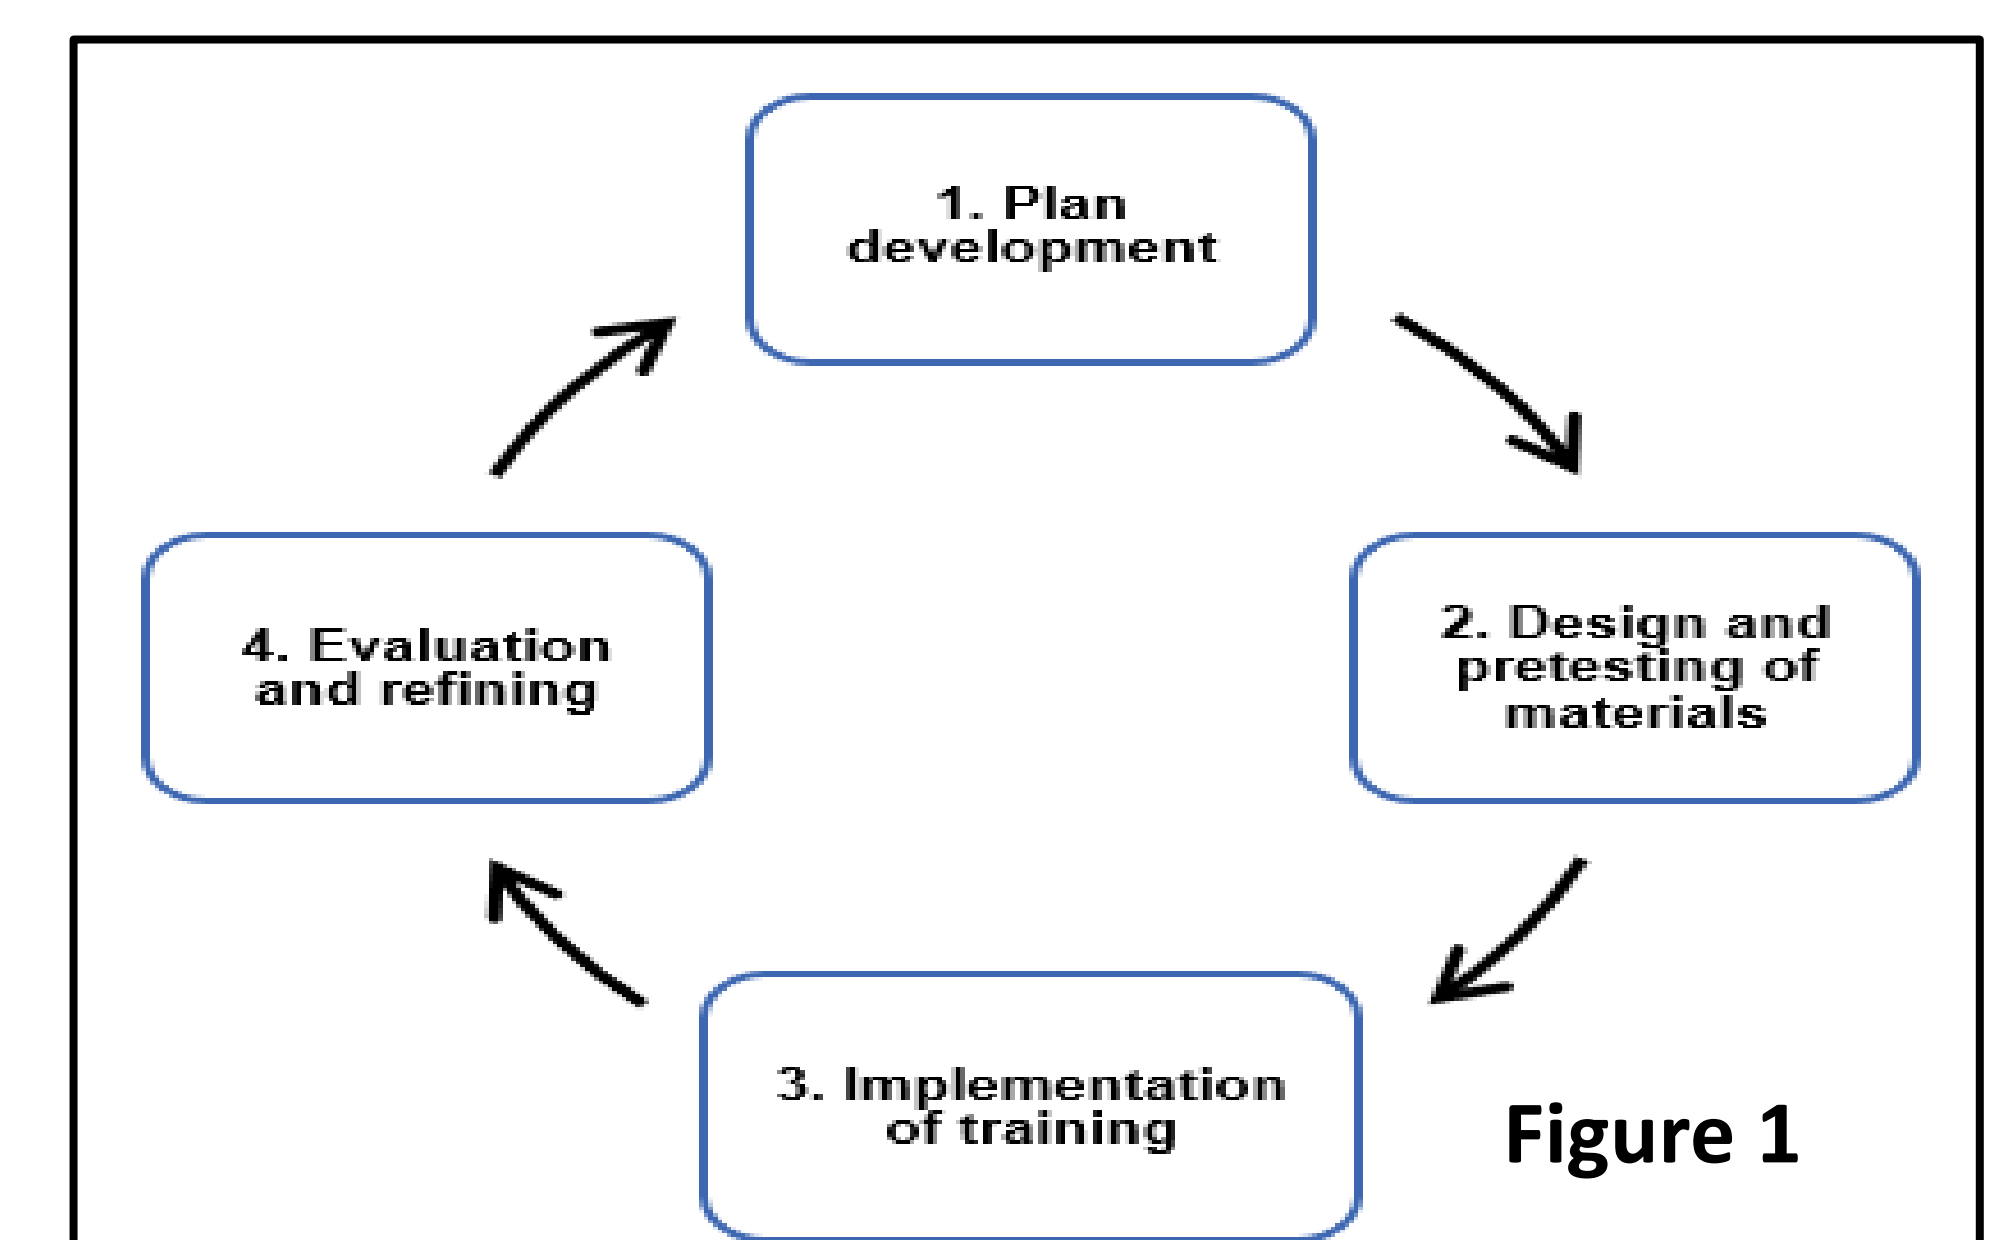 1. Plan
development
2. Design and
pretesting of
materials
4. Evaluation
and refining
3. Implementation
of training
Figure 1